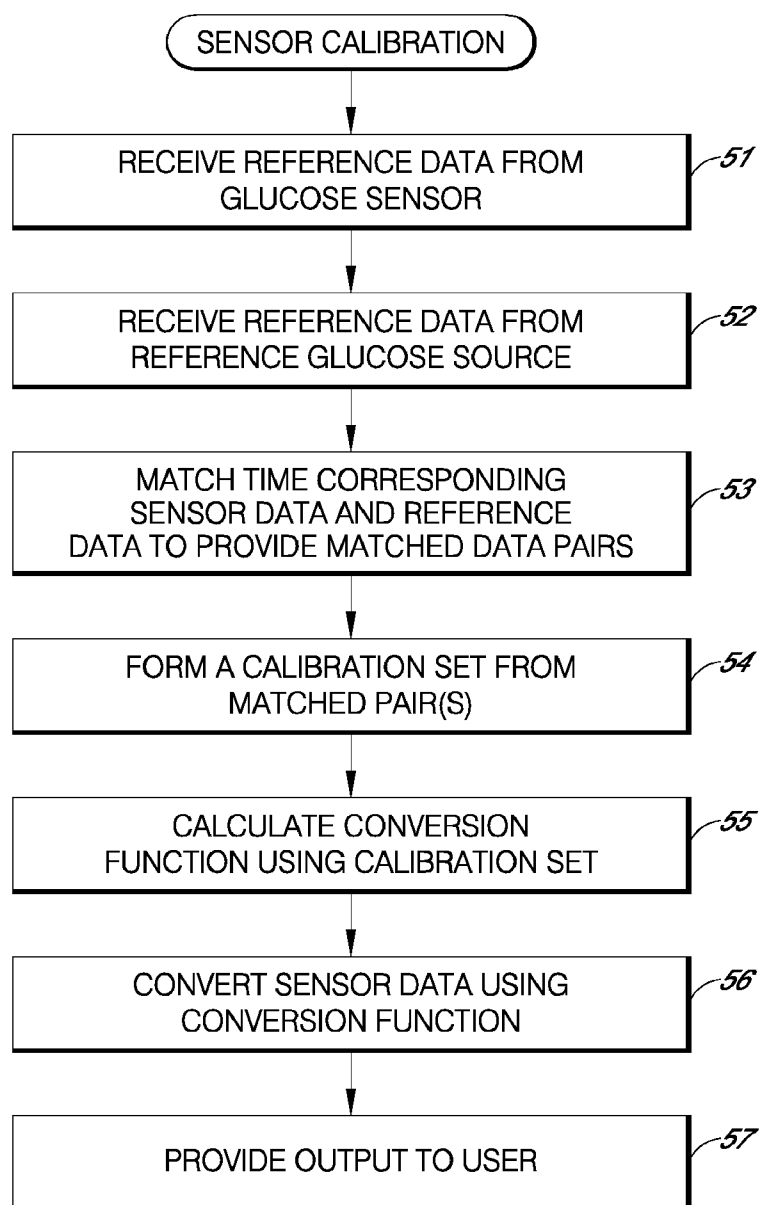 SENSOR CALIBRATION
RECEIVE REFERENCE DATA FROM
GLUCOSE SENSOR
51
RECEIVE REFERENCE DATA FROM
REFERENCE GLUCOSE SOURCE
52
MATCH TIME CORRESPONDING
SENSOR DATA AND REFERENCE
DATA TO PROVIDE MATCHED DATA PAIRS
53
FORM A CALIBRATION SET FROM
MATCHED PAIR(S)
54
CALCULATE CONVERSION
FUNCTION USING CALIBRATION SET
55
CONVERT SENSOR DATA USING
CONVERSION FUNCTION
56
PROVIDE OUTPUT TO USER
57